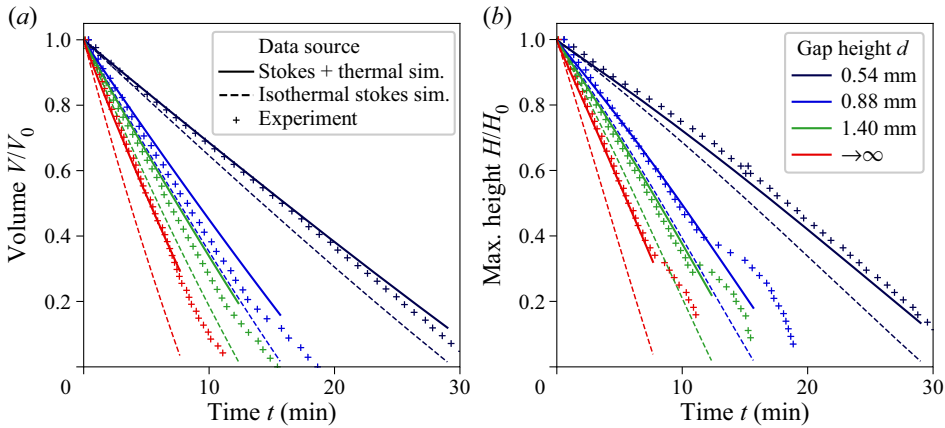 (a)
Volume V/V0
1.0
0.8
0.6
0.4
0.2
0
10
20
30
Time t (min)
Data source
Stokes + thermal sim.
Isothermal stokes sim.
Experiment
(b)
Max. height H/H0
1.0
0.8
0.6
0.4
0.2
0
10
20
30
Time t (min)
Gap height d
0.54 mm
0.88 mm
1.40 mm
→∞